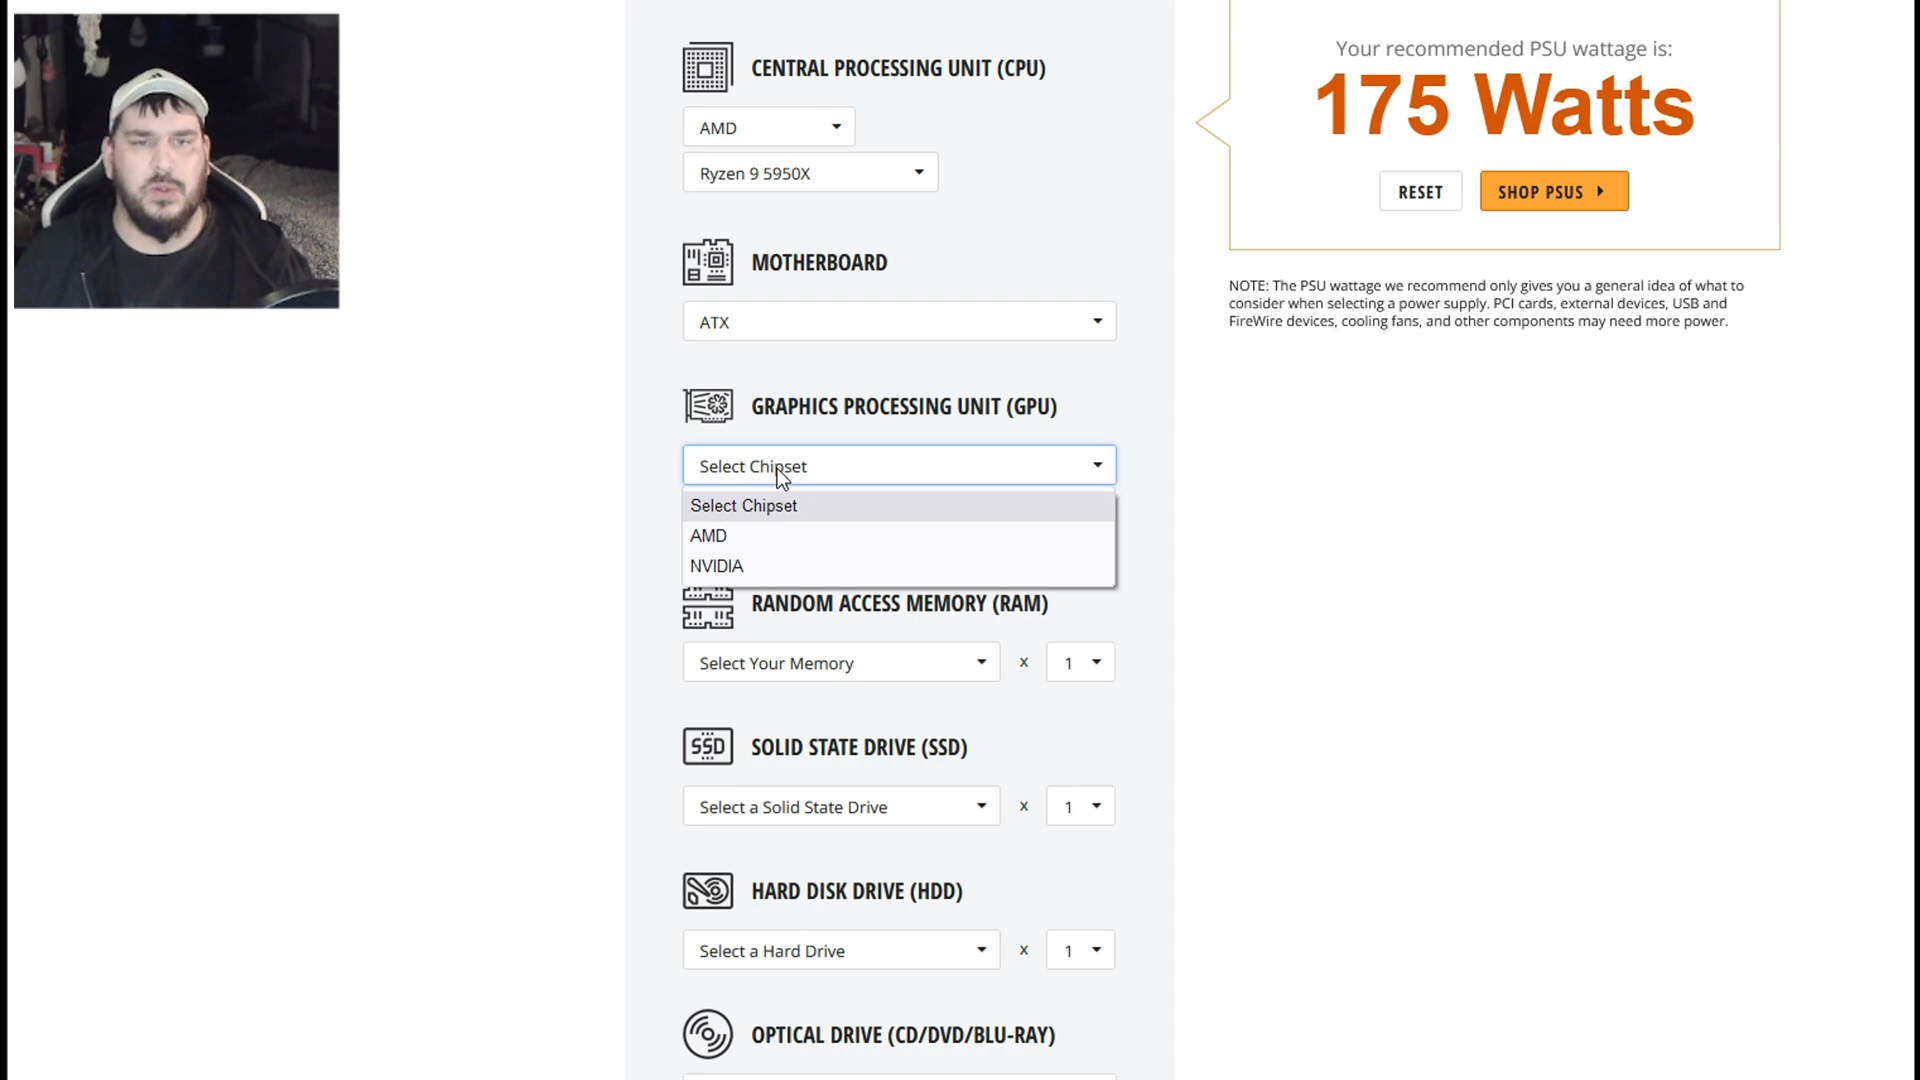 CENTRAL PROCESSING UNIT (CPU)
AMD
Ryzen 9 5950X
MOTHERBOARD
ATX
GRAPHICS PROCESSING UNIT (GPU)
Select Chipset
Select Chipset
AMD
NVIDIA
RANDOM ACCESS MEMORY (RAM)
Select Your Memory x 1
SSD SOLID STATE DRIVE (SSD)
Select a Solid State Drive x 1
HARD DISK DRIVE (HDD)
Select a Hard Drive x 1
OPTICAL DRIVE (CD/DVD/BLU-RAY)
Your recommended PSU wattage is:
175 Watts
RESET SHOP PSUS
NOTE: The PSU wattage we recommend only gives you a general idea of what to
consider when selecting a power supply. PCI cards, external devices, USB and
FireWire devices, cooling fans, and other components may need more power.